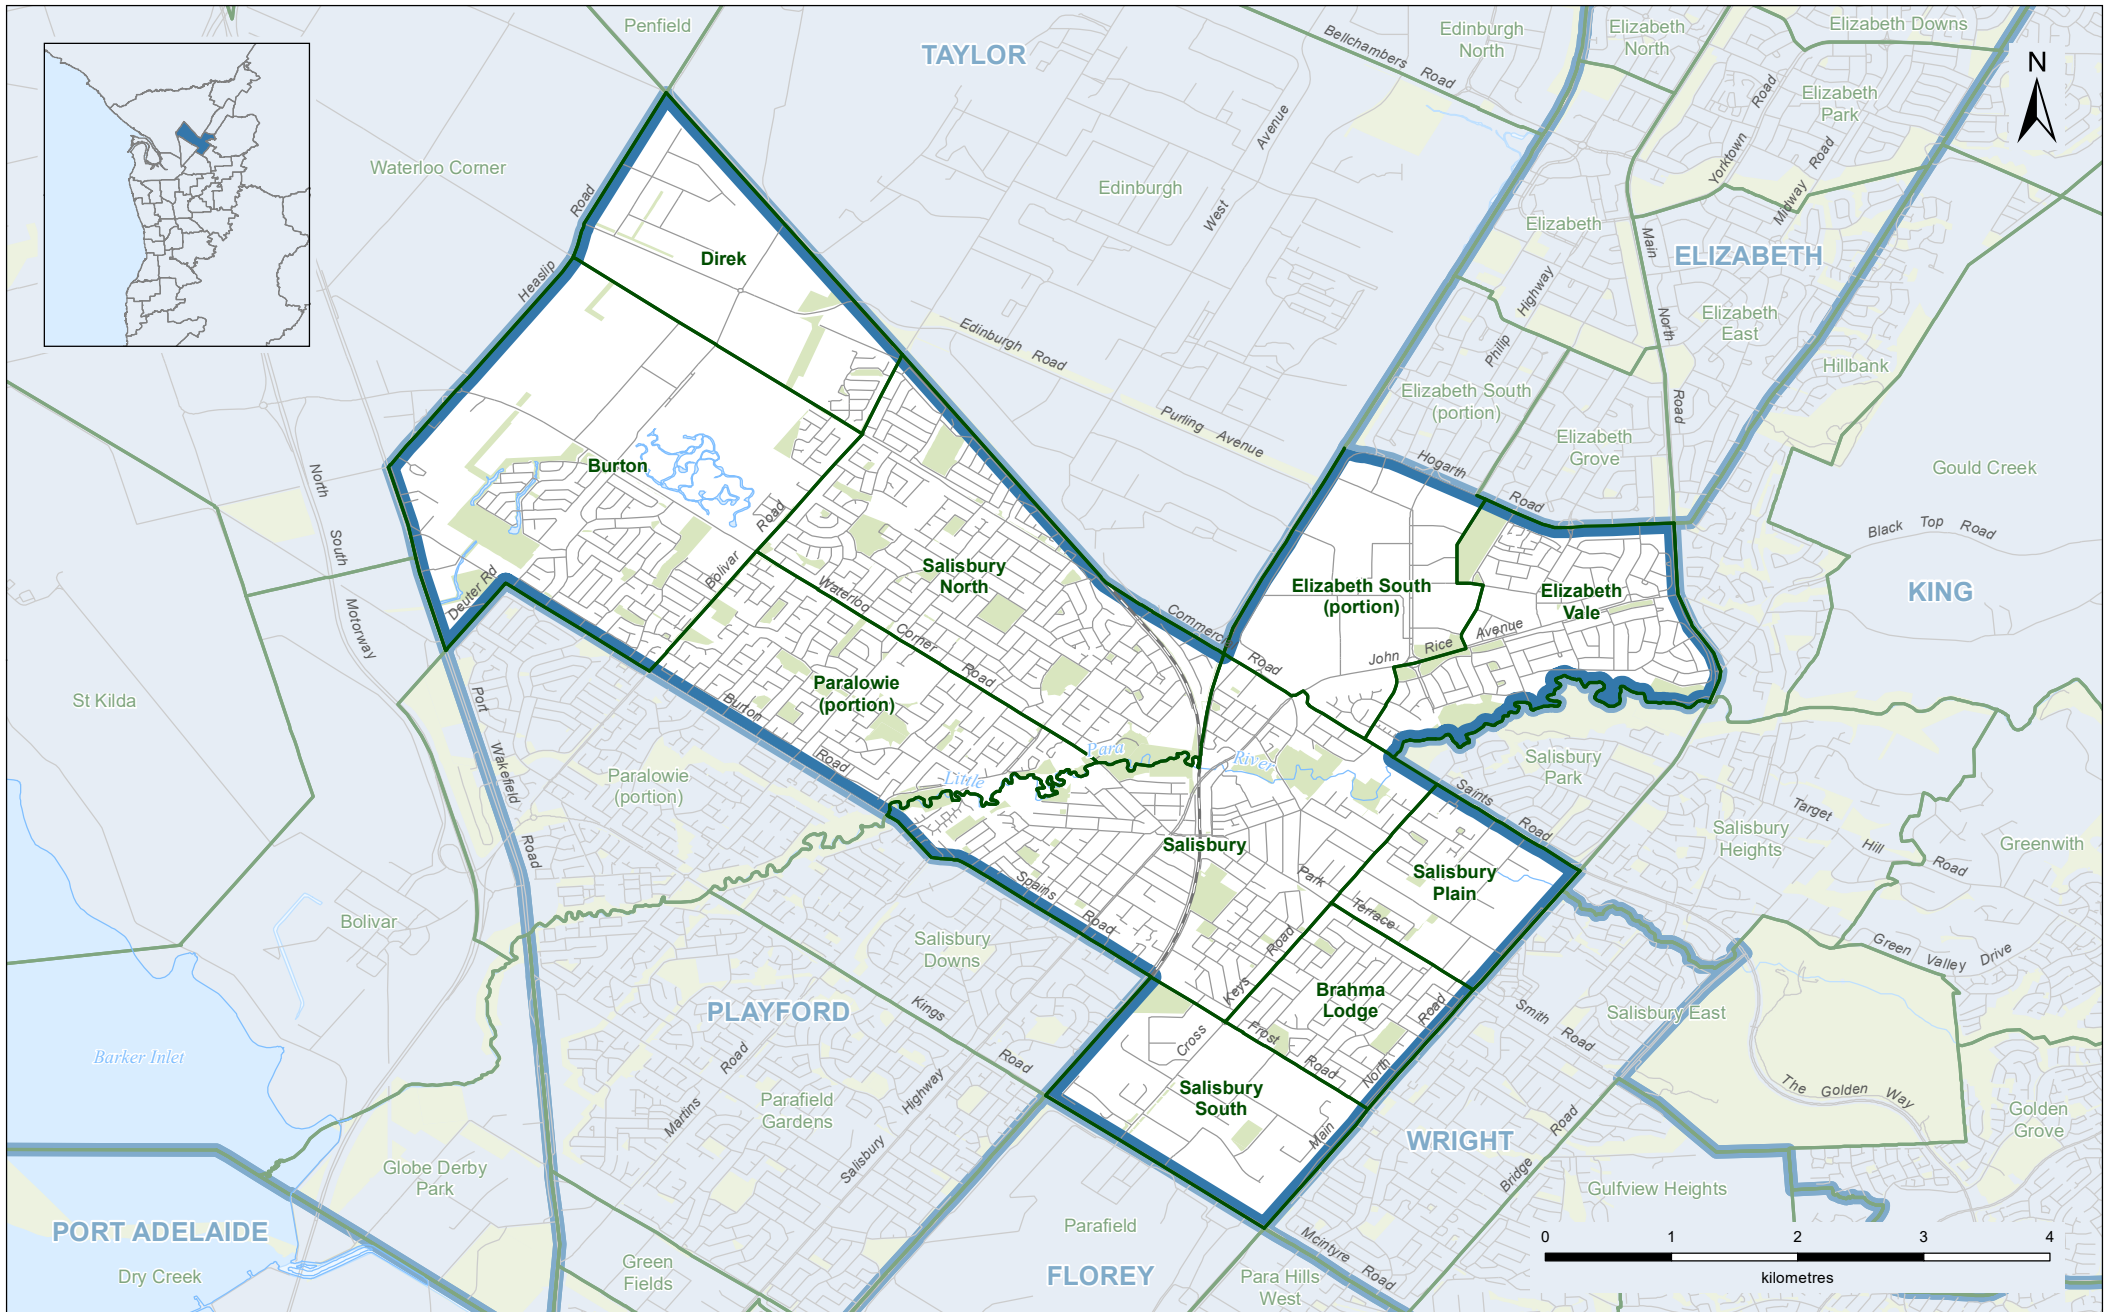 Penfield
TAYLOR
Bellchambers Road
Edinburgh
North
Elizabeth
North
Elizabeth Downs
N
Elizabeth
Park
Yorktown Road
Midway Road
Waterloo Corner
Heaslip Road
Edinburgh
West Avenue
Elizabeth
Main North Road
ELIZABETH
Direk
Philip Highway
Elizabeth
East
Edinburgh Road
Purling Avenue
Hillbank
Elizabeth South
(portion)
Elizabeth
Grove
Hogarth Road
Gould Creek
Burton
North South Motorway
Bolivar Road
Black Top Road
Deuter Rd
Salisbury
North
Elizabeth South
(portion)
Elizabeth
Vale
KING
Waterloo Corner Road
Commercial Road
John Rice Avenue
St Kilda
Port Wakefield Road
Paralowie
(portion)
Burton Road
Little Para River
Paralowie
(portion)
Salisbury
Park
Saints Road
Target Hill Road
Salisbury
Heights
Greenwith
Salisbury
Park Terrace
Salisbury
Plain
Spains Road
Bolivar
Salisbury
Downs
Keys Road
Green Valley Drive
Brahma
Lodge
PLAYFORD
Kings Road
Smith Road
Salisbury East
Barker Inlet
Martins Road
Salisbury Highway
Cross
Frost Road
Main North Road
Parafield
Gardens
Salisbury
South
The Golden Way
Golden
Grove
WRIGHT
Bridge Road
Globe Derby
Park
Gulfview Heights
PORT ADELAIDE
Parafield
McIntyre Road
Dry Creek
Green
Fields
FLOREY
Para Hills
West
0 1 2 3 4
kilometres